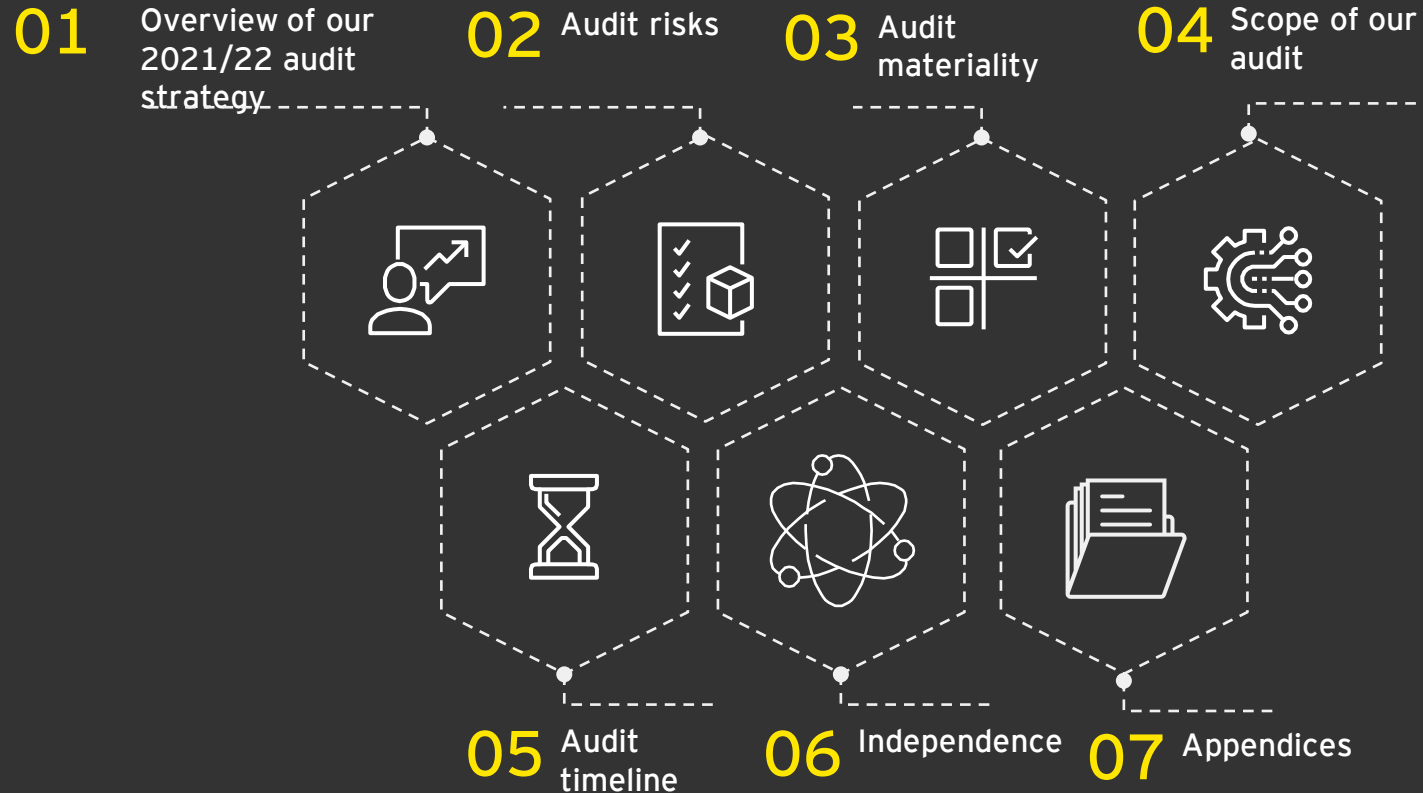 01
Overview of our
2021/22 audit
strategy
02
Audit risks
03
Audit
materiality
04
Scope of our
audit
05
Audit
timeline
06
Independence
07
Appendices